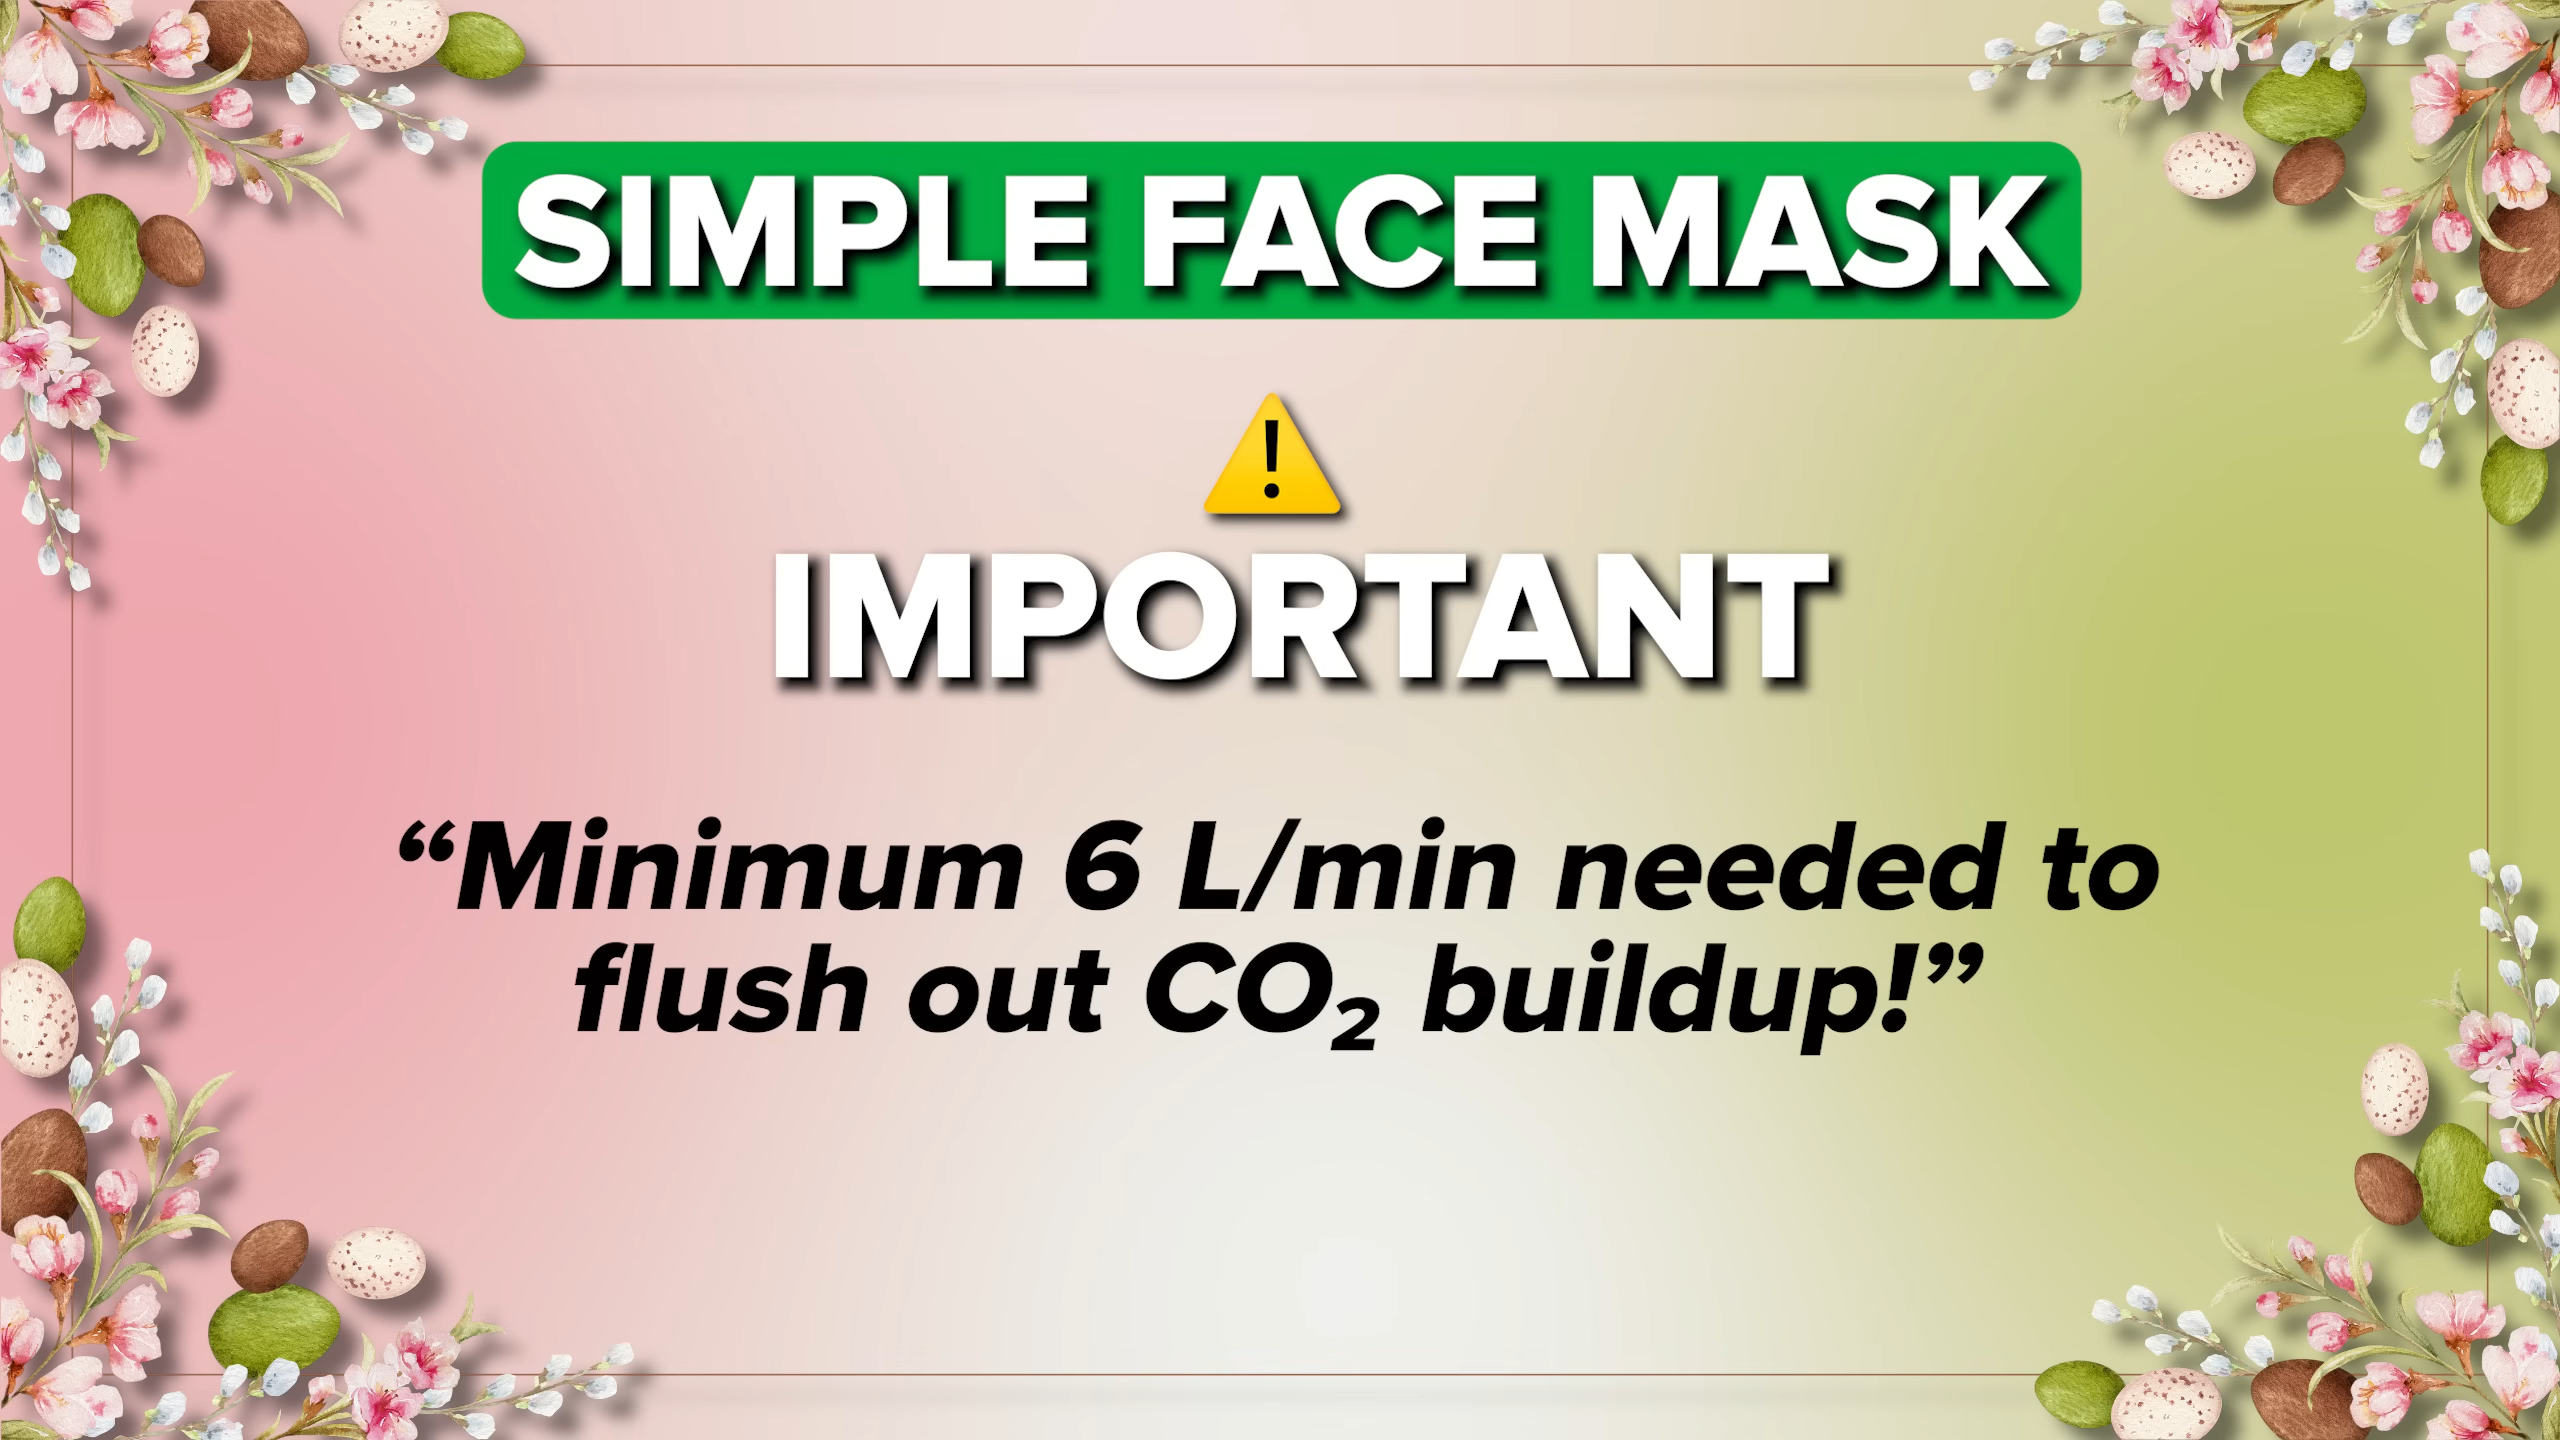 SIMPLE FACE MASK
⚠️
IMPORTANT
“Minimum 6 L/min needed to
flush out CO₂ buildup!”